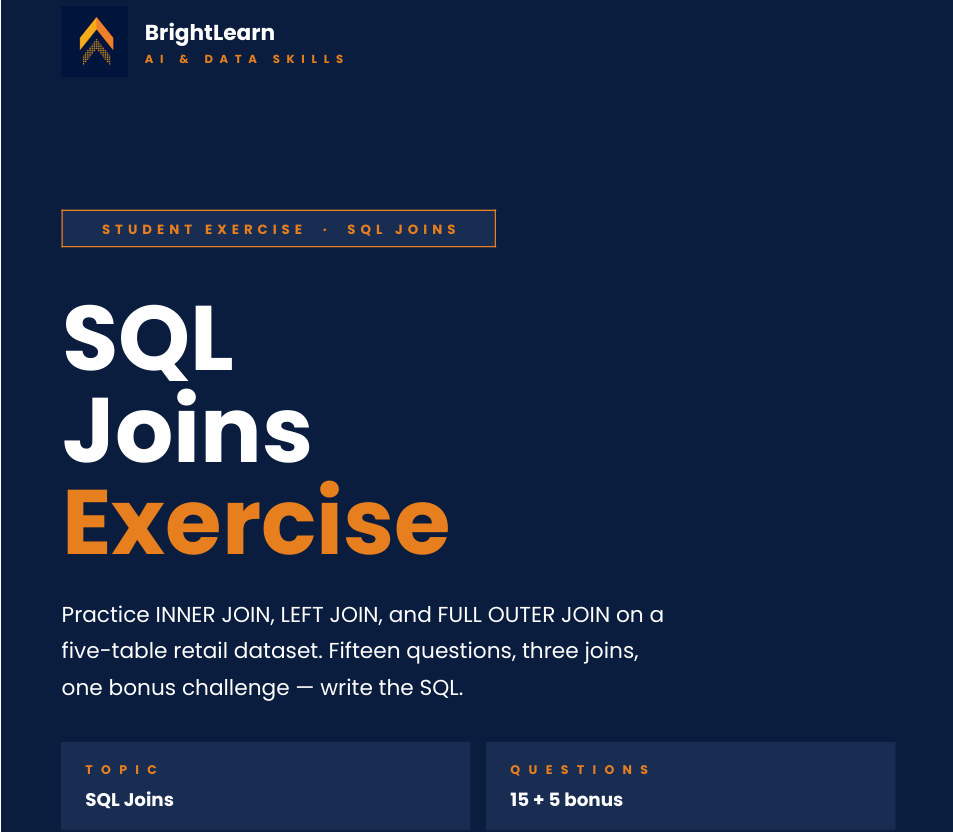 BrightLearn
AI & DATA SKILLS
STUDENT EXERCISE · SQL JOINS
SQL
Joins
Exercise
Practice INNER JOIN, LEFT JOIN, and FULL OUTER JOIN on a
five-table retail dataset. Fifteen questions, three joins,
one bonus challenge — write the SQL.
TOPIC
SQL Joins
QUESTIONS
15 + 5 bonus